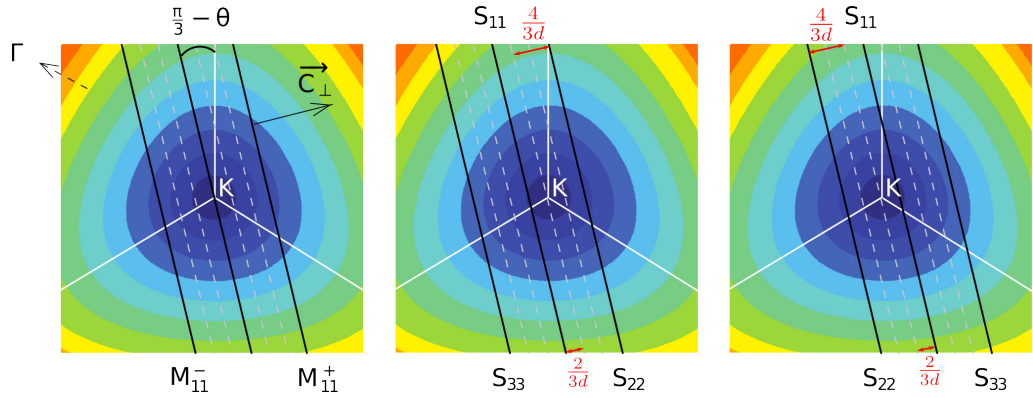 π/3 − θ
Γ
C⊥
K
M₁₁⁻
M₁₁⁺
S₁₁
4/3d
K
S₃₃
2/3d
S₂₂
4/3d
S₁₁
K
S₂₂
2/3d
S₃₃